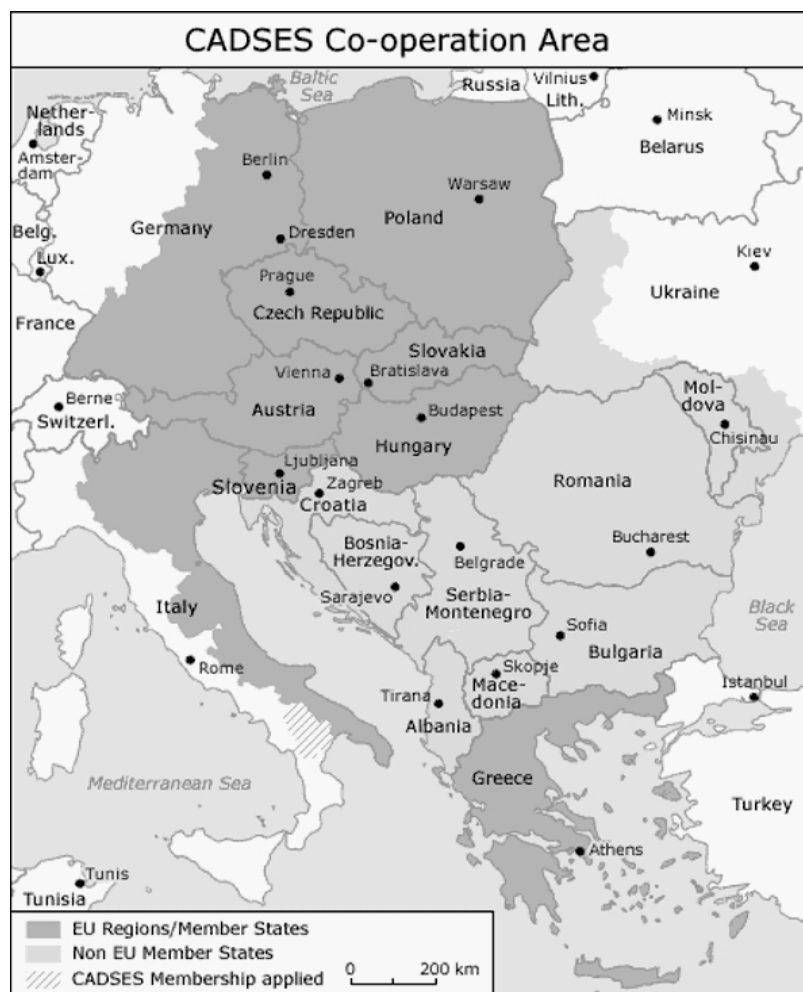 CADSES Co-operation Area
Baltic
Sea
Russia
Vilnius
Lith.
Nether-
lands
Amster-
dam
Minsk
Belarus
Berlin
Warsaw
Poland
Germany
Belg.
Dresden
Lux.
Kiev
Prague
Ukraine
Czech Republic
France
Slovakia
Vienna
Bratislava
Mol-
dova
Berne
Switzerl.
Austria
Budapest
Chisinau
Hungary
Ljubljana
Slovenia
Zagreb
Croatia
Romania
Bosnia-
Herzegov.
Bucharest
Belgrade
Sarajevo
Serbia-
Montenegro
Italy
Black
Sea
Sofia
Bulgaria
Rome
Skopje
Mace-
donia
Istanbul
Tirana
Albania
Greece
Mediterranean Sea
Turkey
Athens
Tunis
Tunisia
EU Regions/Member States
Non EU Member States
CADSES Membership applied
0 200 km